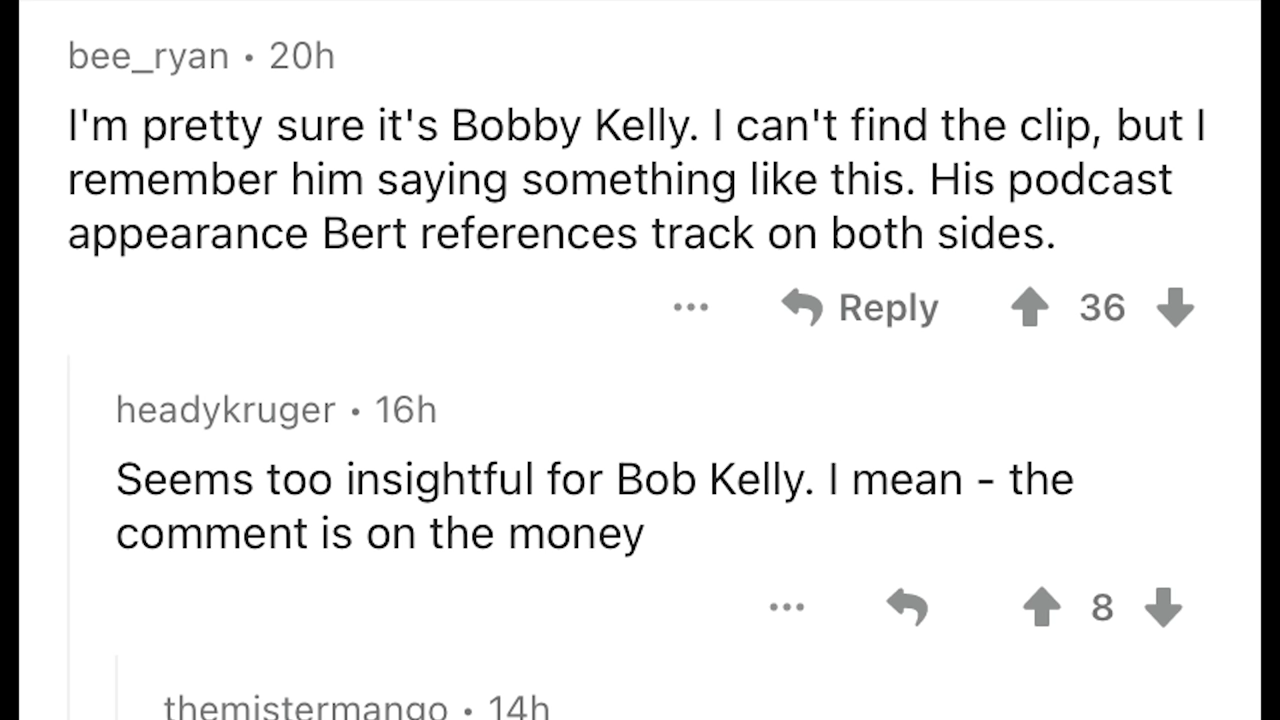 bee_ryan • 20h
I'm pretty sure it's Bobby Kelly. I can't find the clip, but I
remember him saying something like this. His podcast
appearance Bert references track on both sides.
... Reply 36
headykruger • 16h
Seems too insightful for Bob Kelly. I mean - the
comment is on the money
... 8
themistermango • 14h